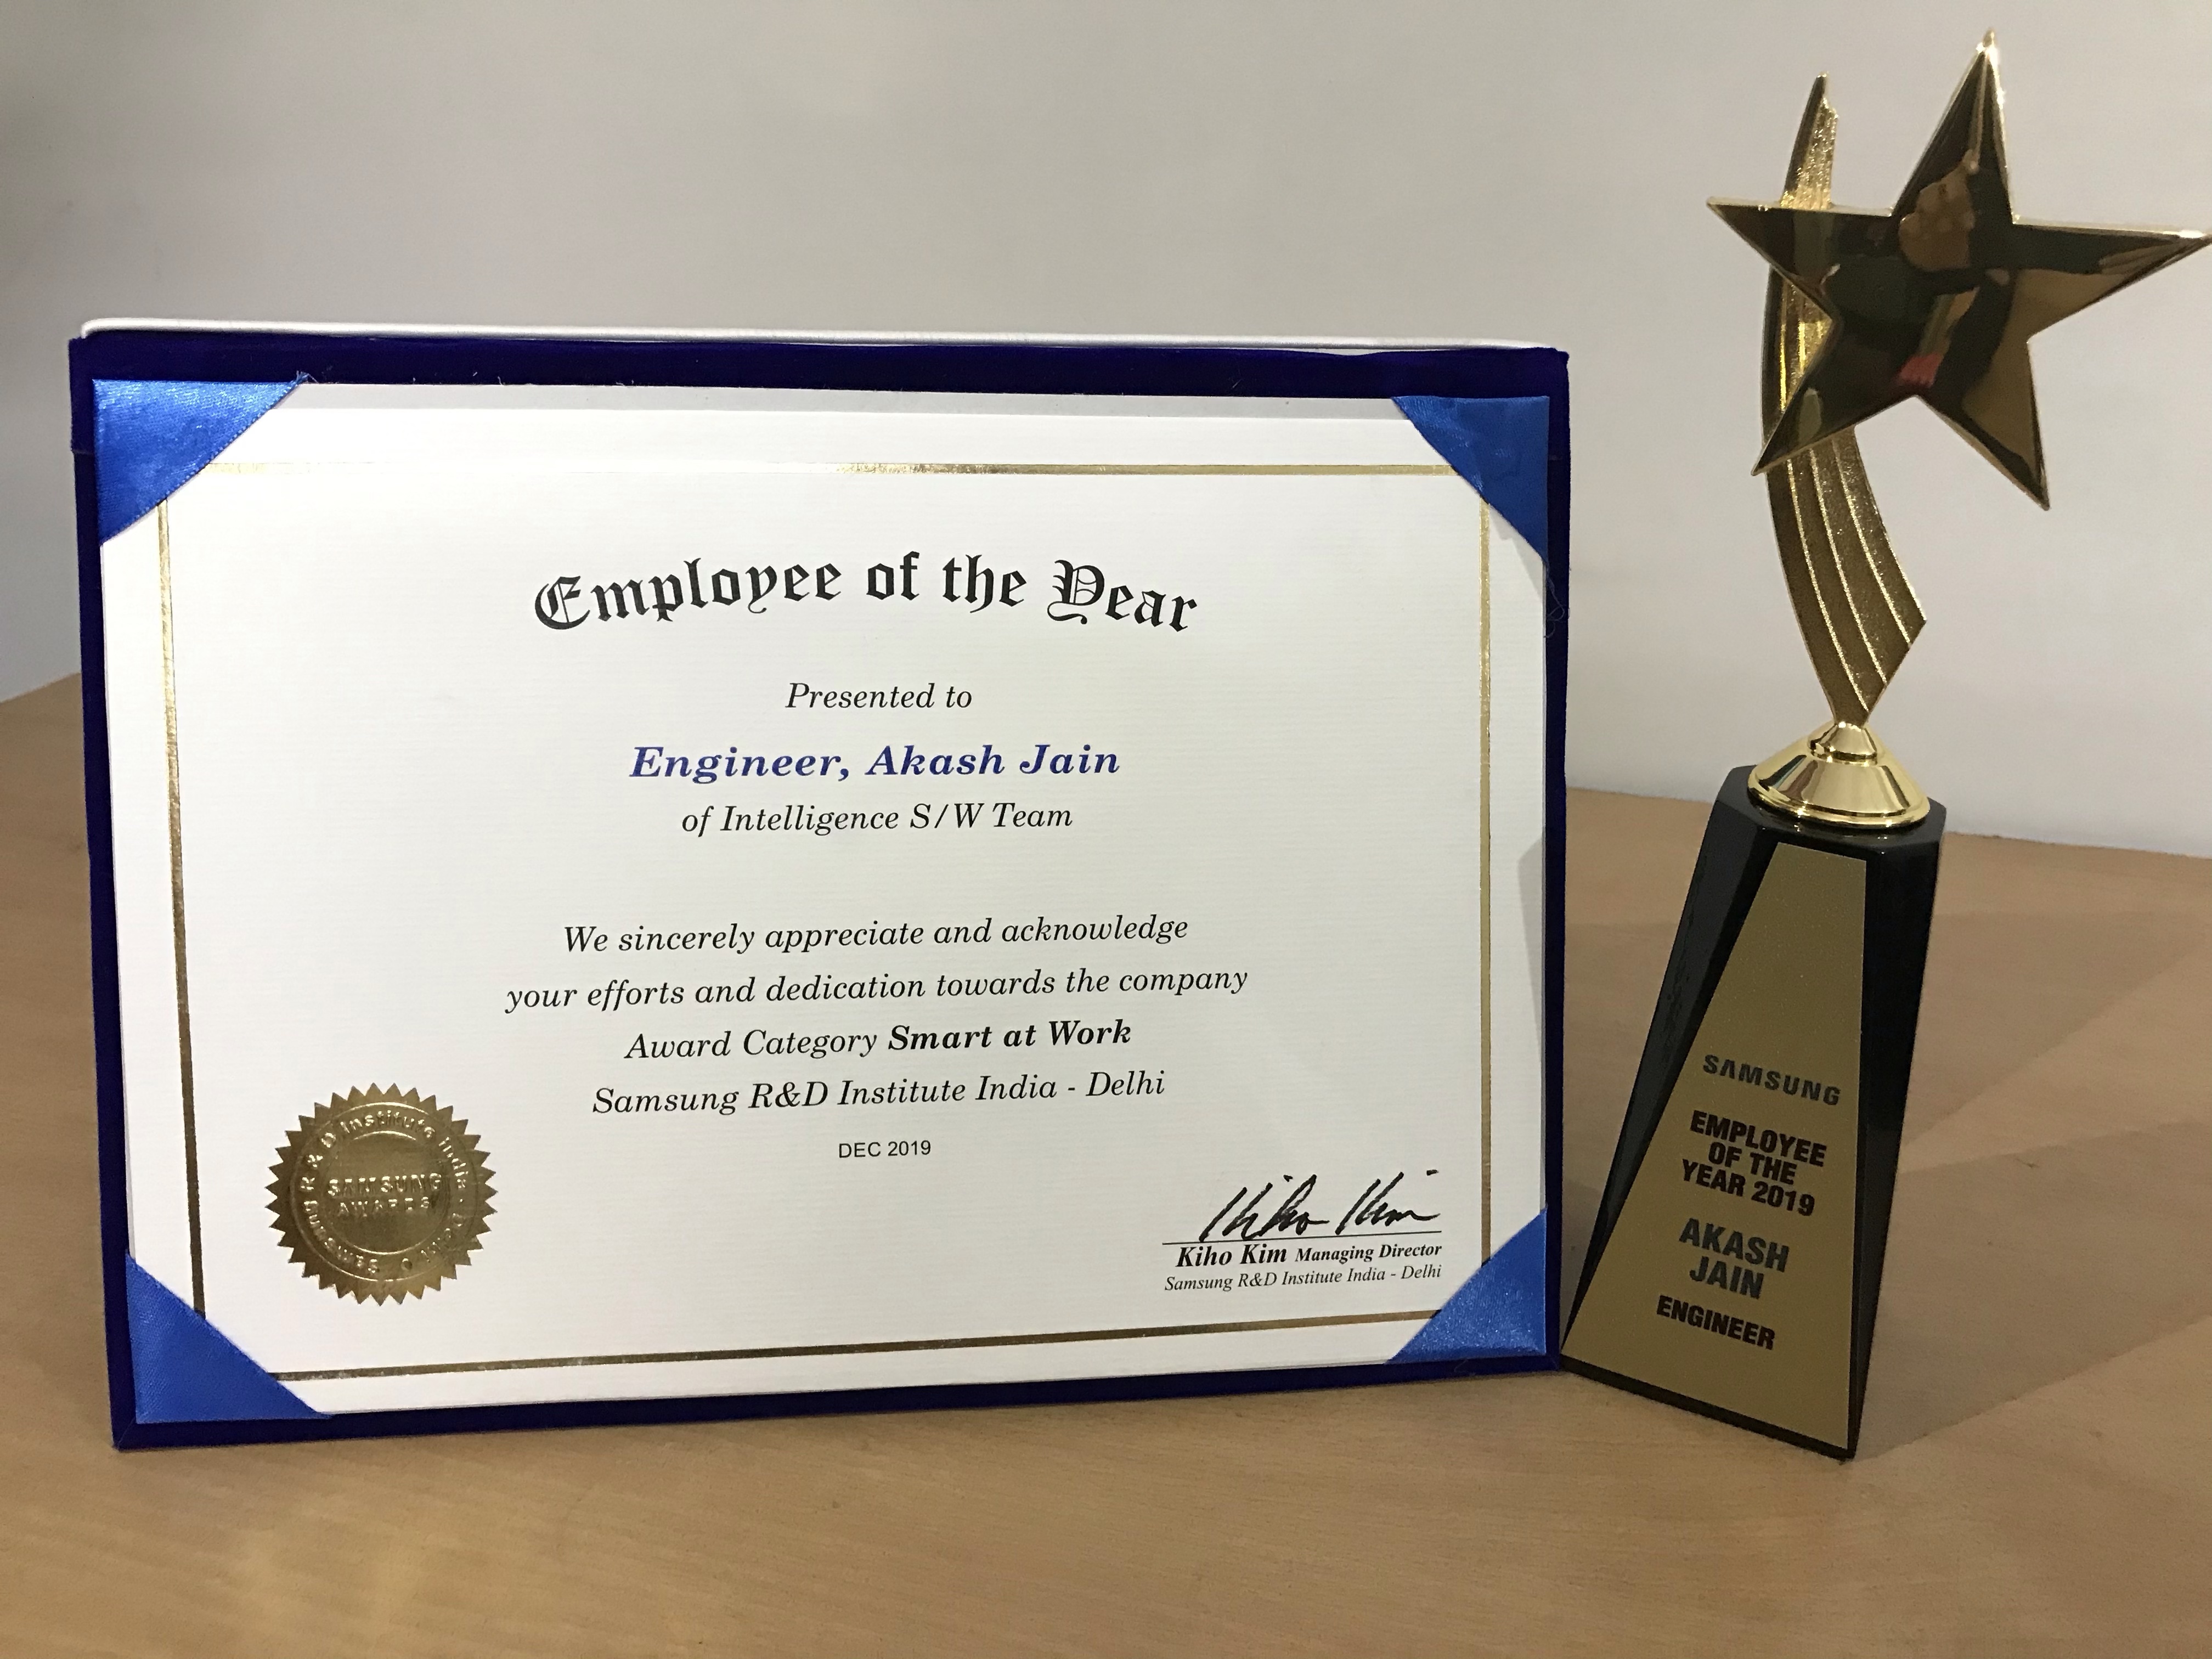 Employee of the Year
Presented to
Engineer, Akash Jain
of Intelligence S/W Team
We sincerely appreciate and acknowledge
your efforts and dedication towards the company
Award Category Smart at Work
Samsung R&D Institute India - Delhi
DEC 2019
Kiho Kim
Kiho Kim Managing Director
Samsung R&D Institute India - Delhi
Samsung R & D Institute India - Delhi
SAMSUNG
AWARDS
SAMSUNG
EMPLOYEE
OF THE
YEAR 2019
AKASH
JAIN
ENGINEER